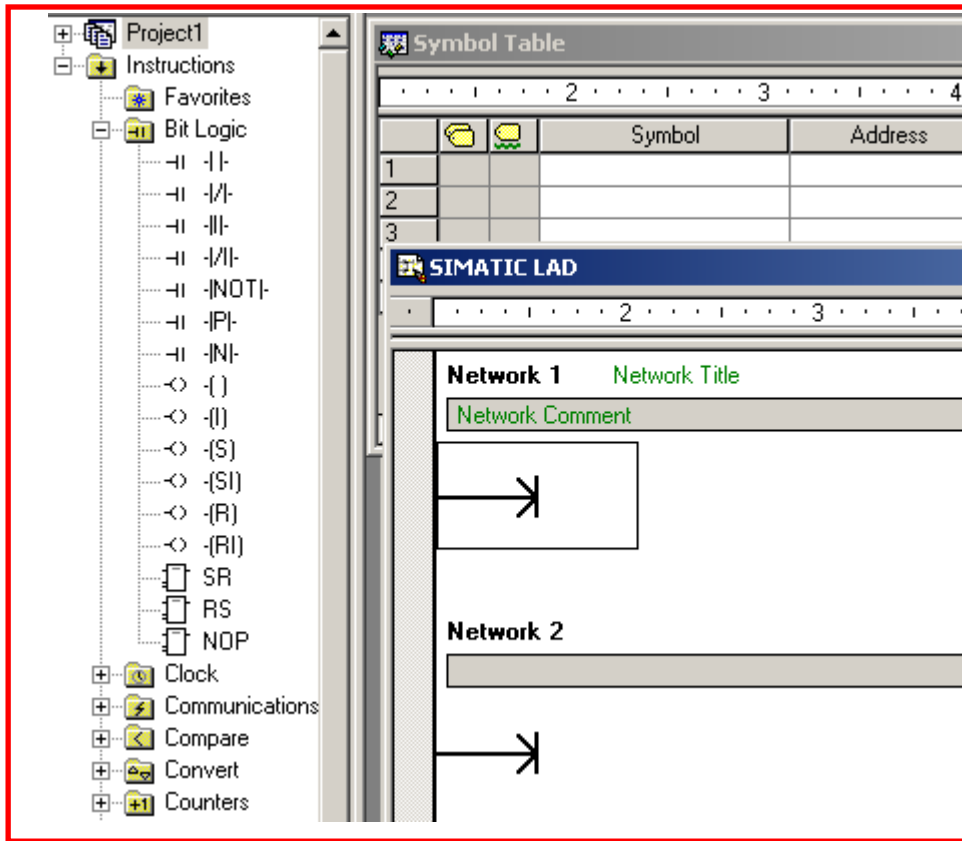 Project1
Instructions
Favorites
Bit Logic
-| |-
-|/|-
-|I|-
-|/I|-
-|NOT|-
-|P|-
-|N|-
-( )
-(I)
-(S)
-(SI)
-(R)
-(RI)
SR
RS
NOP
Clock
Communications
Compare
Convert
Counters
Symbol Table
2 3 4
Symbol Address
1
2
3
SIMATIC LAD
2 3
Network 1 Network Title
Network Comment
Network 2